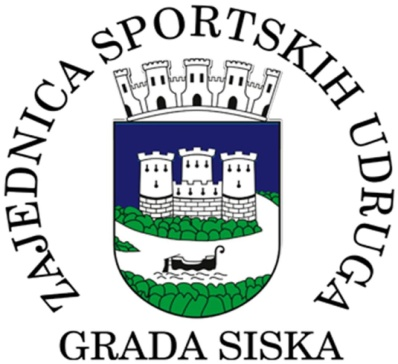 ZAJEDNICA SPORTSKIH UDRUGA
GRADA SISKA